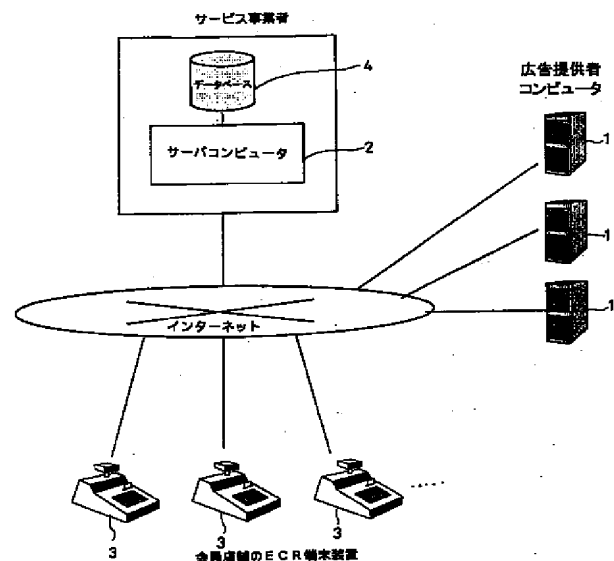 サービス事業者
データベース
4
サーバコンピュータ
2
広告提供者
コンピュータ
1
1
1
インターネット
3
3
3
会員店舗のECR端末装置